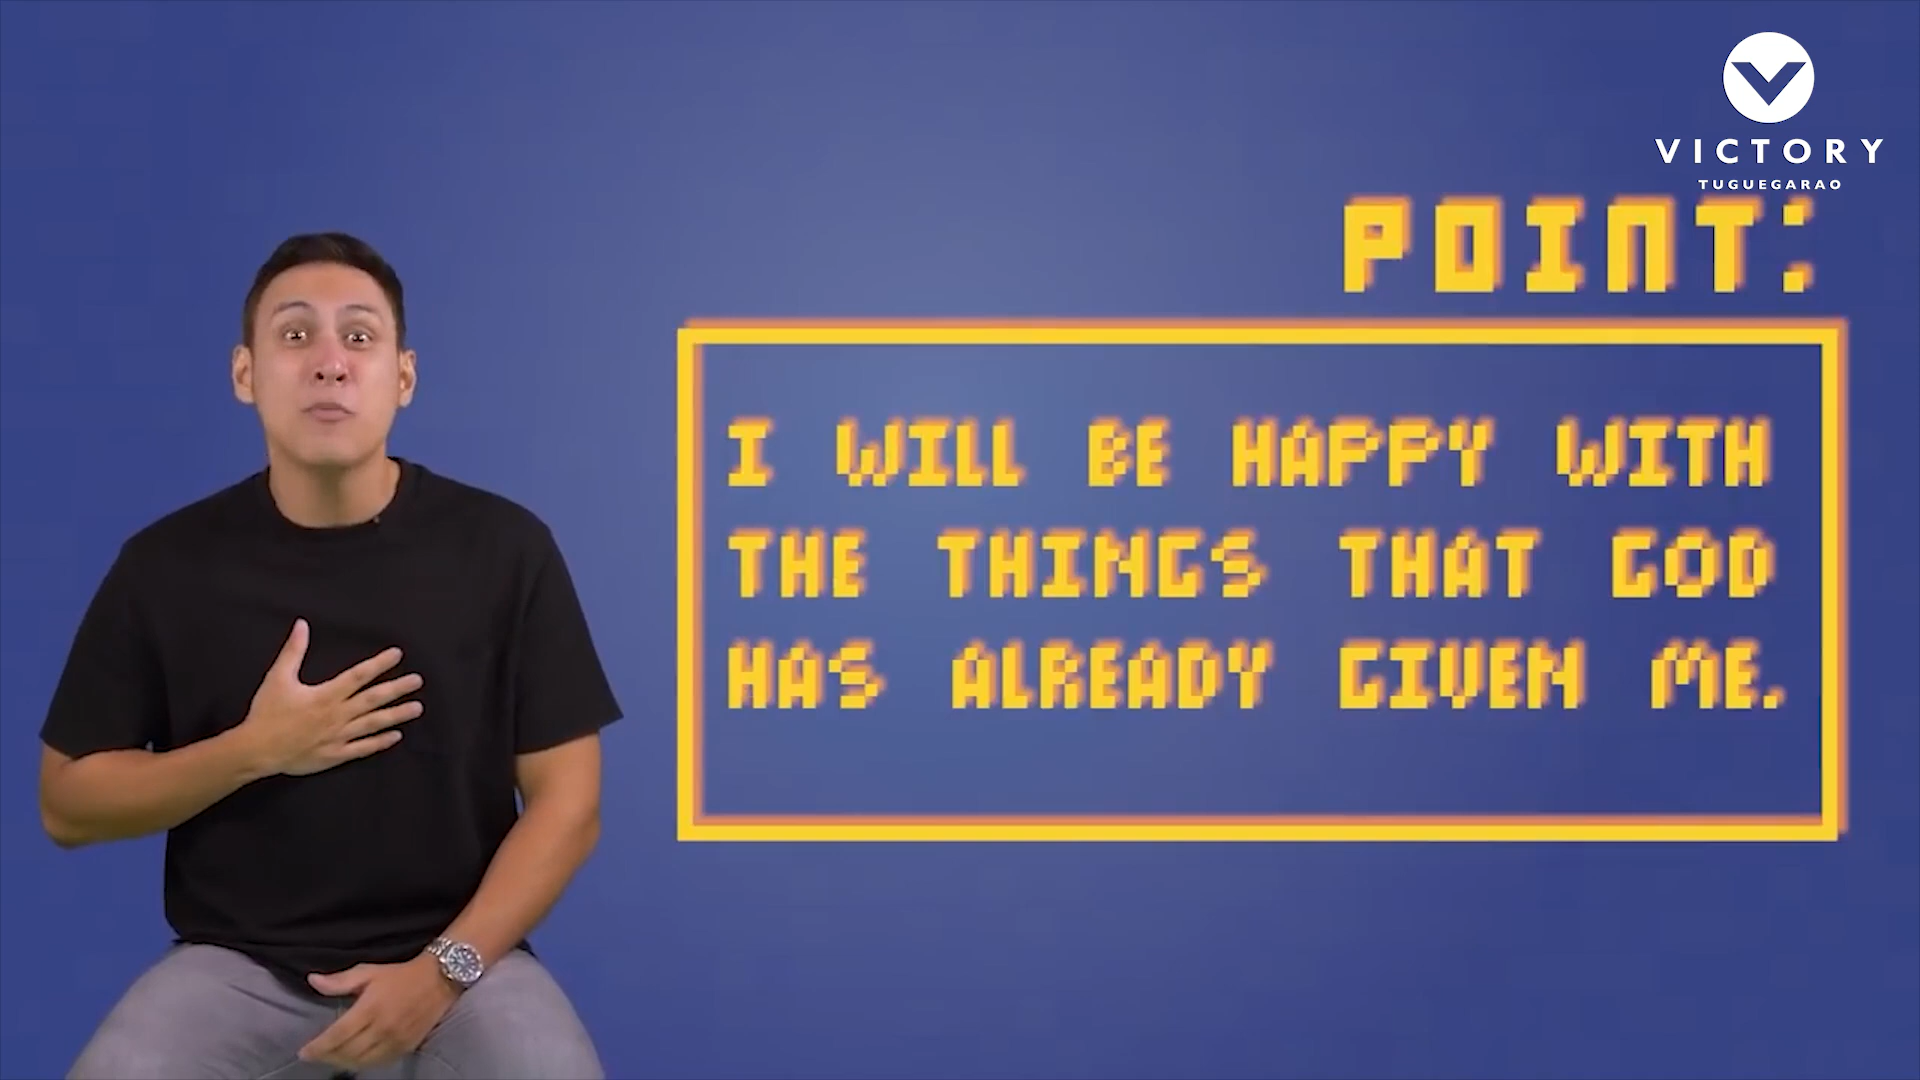 VICTORY
TUGUEGARAO
POINT:
I WILL BE HAPPY WITH
THE THINGS THAT GOD
HAS ALREADY GIVEN ME.